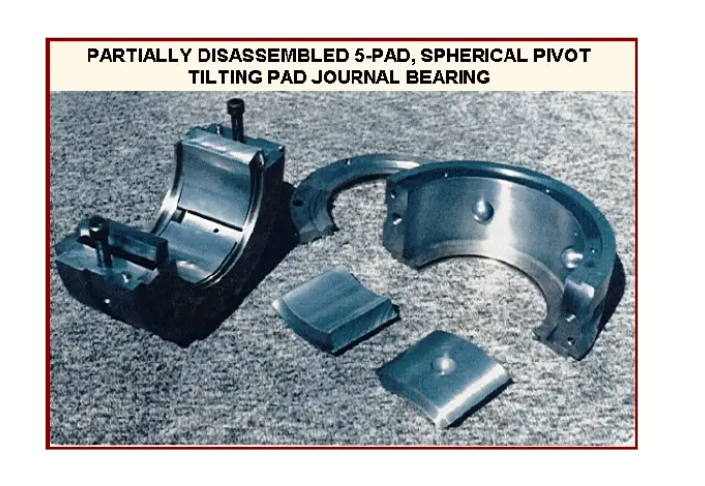 PARTIALLY DISASSEMBLED 5-PAD, SPHERICAL PIVOT
TILTING PAD JOURNAL BEARING